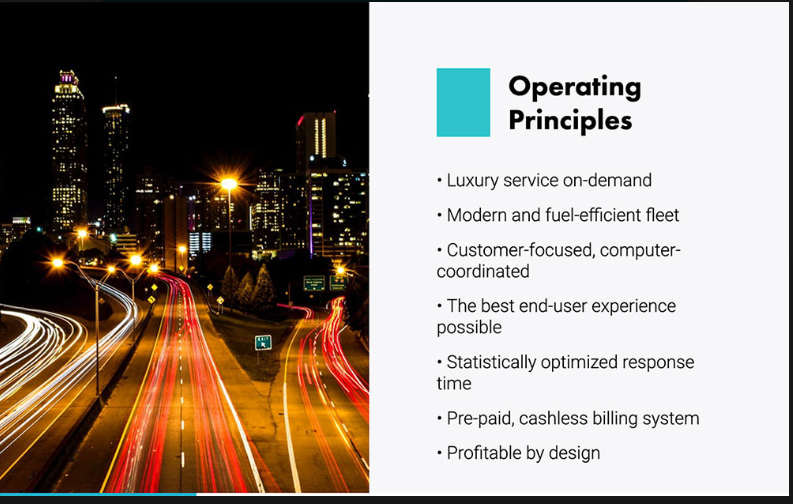 Operating
Principles
• Luxury service on-demand
• Modern and fuel-efficient fleet
• Customer-focused, computer-
coordinated
• The best end-user experience
possible
• Statistically optimized response
time
• Pre-paid, cashless billing system
• Profitable by design
EXIT